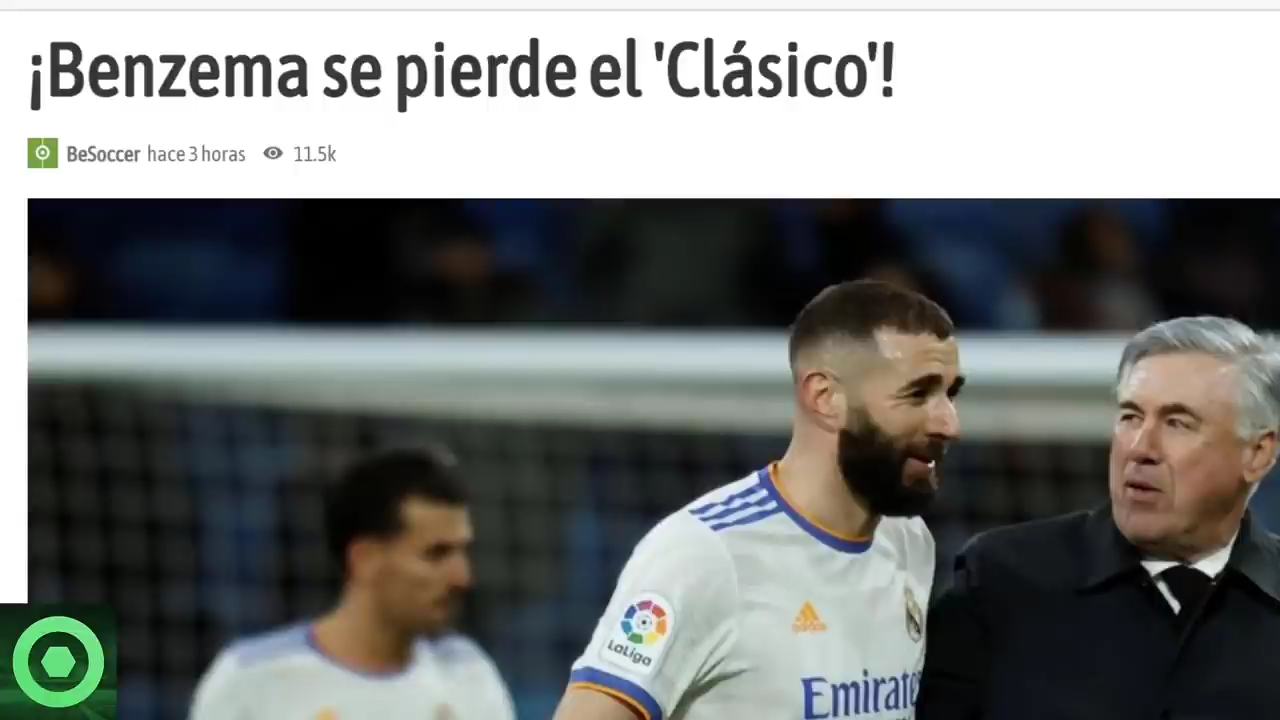 ¡Benzema se pierde el 'Clásico'!
BeSoccer hace 3 horas 11.5k
LaLiga
Emirates